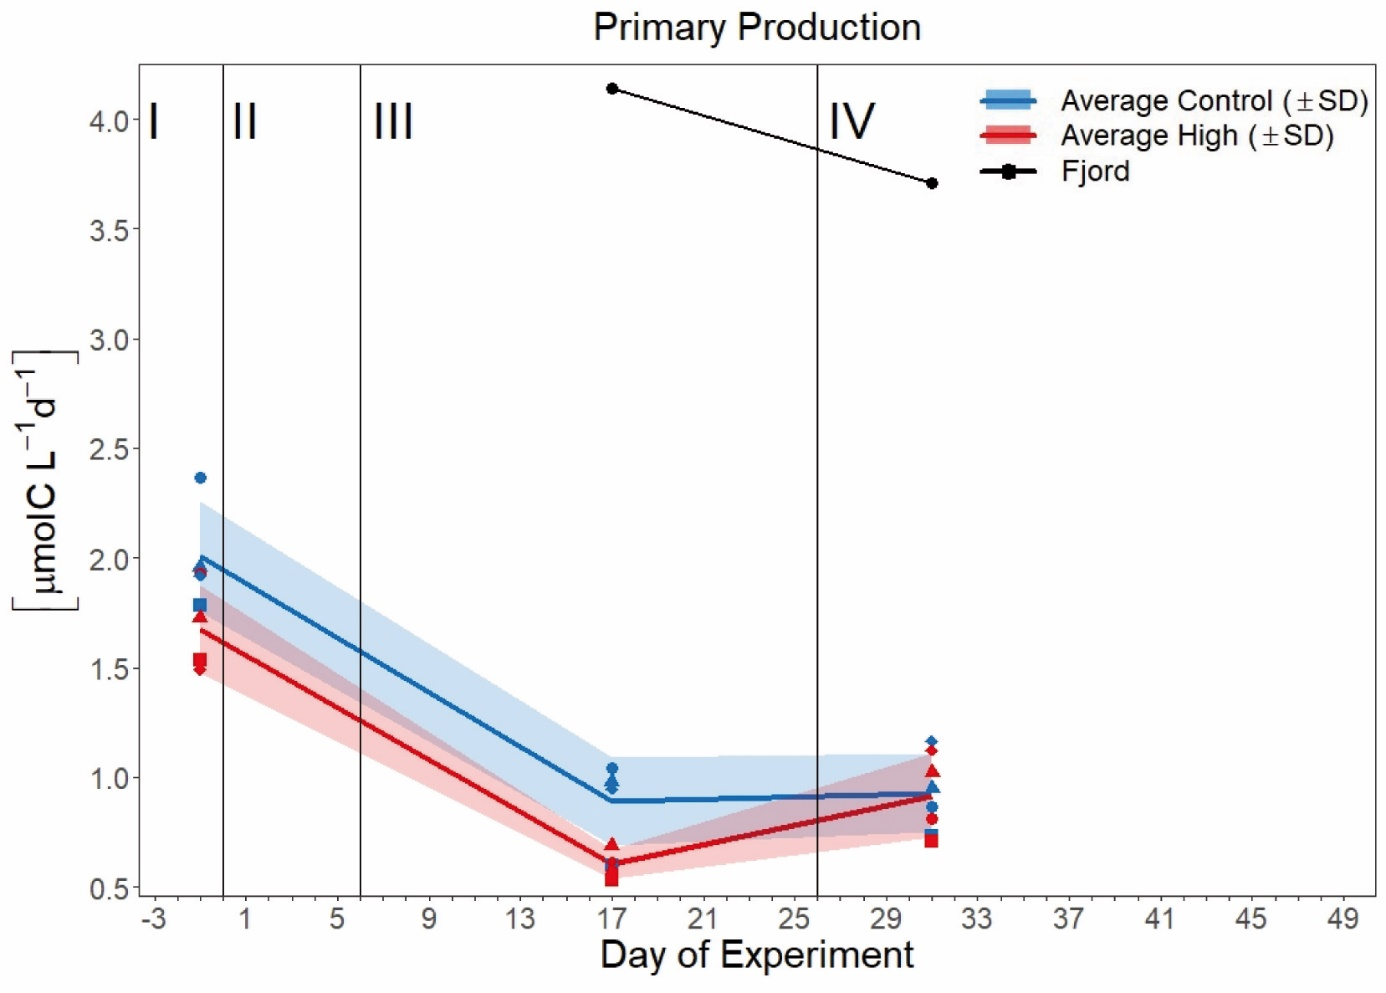 Primary Production
I II III IV
Average Control (±SD)
Average High (±SD)
Fjord
4.0
3.5
3.0
2.5
2.0
1.5
1.0
0.5
[µmolC L⁻¹d⁻¹]
-3 1 5 9 13 17 21 25 29 33 37 41 45 49
Day of Experiment